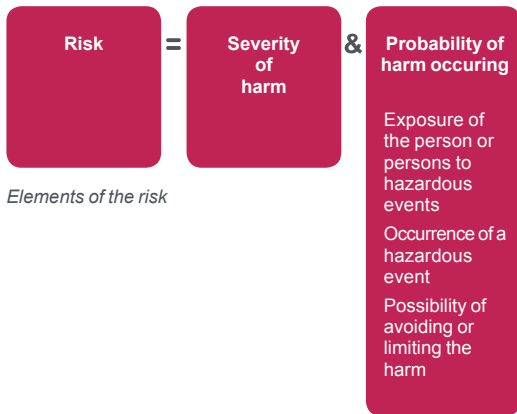 Risk
=
Severity
of
harm
&
Probability of
harm occuring
Exposure of
the person or
persons to
hazardous
events
Occurrence of a
hazardous
event
Possibility of
avoiding or
limiting the
harm
Elements of the risk